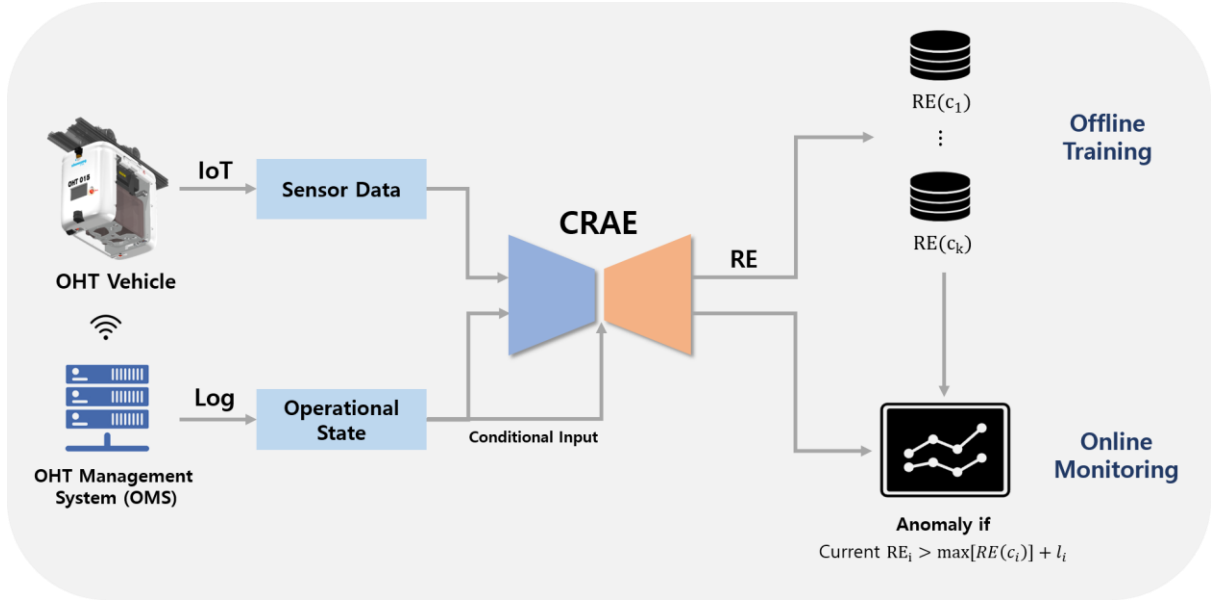 OHT 018
IoT
Sensor Data
OHT Vehicle
Log
Operational
State
OHT Management
System (OMS)
CRAE
Conditional Input
RE
RE(c₁)
⋮
RE(cₖ)
Offline
Training
Online
Monitoring
Anomaly if
Current REᵢ > max[RE(cᵢ)] + lᵢ